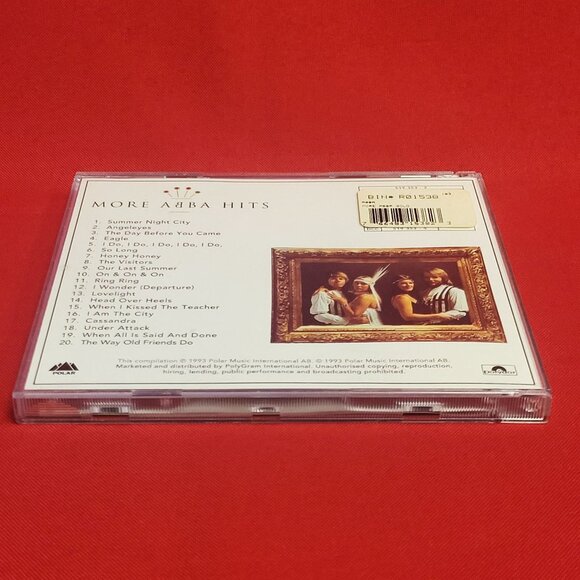 MORE ABBA HITS
1. Summer Night City
2. Angeleyes
3. The Day Before You Came
4. Eagle
5. I Do, I Do, I Do, I Do, I Do,
6. So Long
7. Honey Honey
8. The Visitors
9. Our Last Summer
10. On & On & On
11. Ring Ring
12. I Wonder (Departure)
13. Lovelight
14. Head Over Heels
15. When I Kissed The Teacher
16. I Am The City
17. Cassandra
18. Under Attack
19. When All Is Said And Done
20. The Way Old Friends Do
BIN# R01538
ABBA
MORE ABBA GOLD
This compilation ℗ 1993 Polar Music International AB. © 1993 Polar Music International AB.
Marketed and distributed by PolyGram International. Unauthorised copying, reproduction,
hiring, lending, public performance and broadcasting prohibited.
POLAR
Polydor